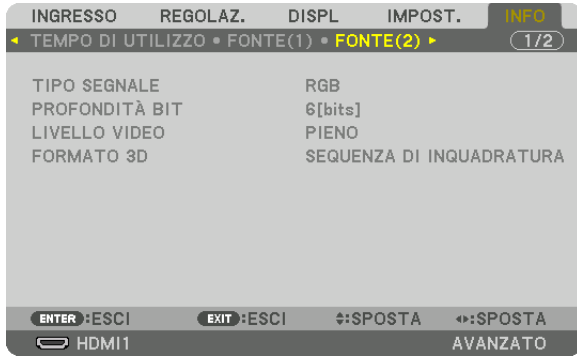 INGRESSO REGOLAZ. DISPL IMPOST. INFO
TEMPO DI UTILIZZO • FONTE(1) • FONTE(2) 1/2
TIPO SEGNALE RGB
PROFONDITÀ BIT 6[bits]
LIVELLO VIDEO PIENO
FORMATO 3D SEQUENZA DI INQUADRATURA
ENTER :ESCI EXIT :ESCI :SPOSTA :SPOSTA
HDMI1 AVANZATO